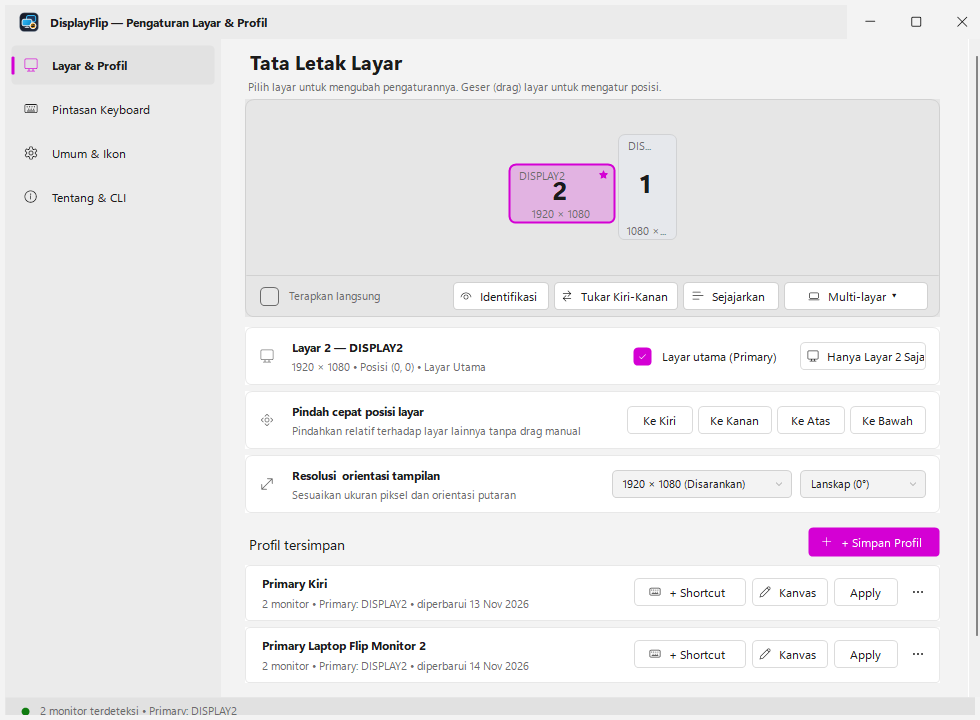 DisplayFlip — Pengaturan Layar & Profil
Layar & Profil
Pintasan Keyboard
Umum & Ikon
Tentang & CLI
Tata Letak Layar
Pilih layar untuk mengubah pengaturannya. Geser (drag) layar untuk mengatur posisi.
DISPLAY2
2
1920 × 1080
DIS...
1
1080 ×...
Terapkan langsung
Identifikasi
Tukar Kiri-Kanan
Sejajarkan
Multi-layar
Layar 2 — DISPLAY2
1920 × 1080 • Posisi (0, 0) • Layar Utama
Layar utama (Primary)
Hanya Layar 2 Saja
Pindah cepat posisi layar
Pindahkan relatif terhadap layar lainnya tanpa drag manual
Ke Kiri
Ke Kanan
Ke Atas
Ke Bawah
Resolusi  orientasi tampilan
Sesuaikan ukuran piksel dan orientasi putaran
1920 × 1080 (Disarankan)
Lanskap (0°)
Profil tersimpan
+ Simpan Profil
Primary Kiri
2 monitor • Primary: DISPLAY2 • diperbarui 13 Nov 2026
+ Shortcut
Kanvas
Apply
Primary Laptop Flip Monitor 2
2 monitor • Primary: DISPLAY2 • diperbarui 14 Nov 2026
+ Shortcut
Kanvas
Apply
2 monitor terdeteksi • Primary: DISPLAY2